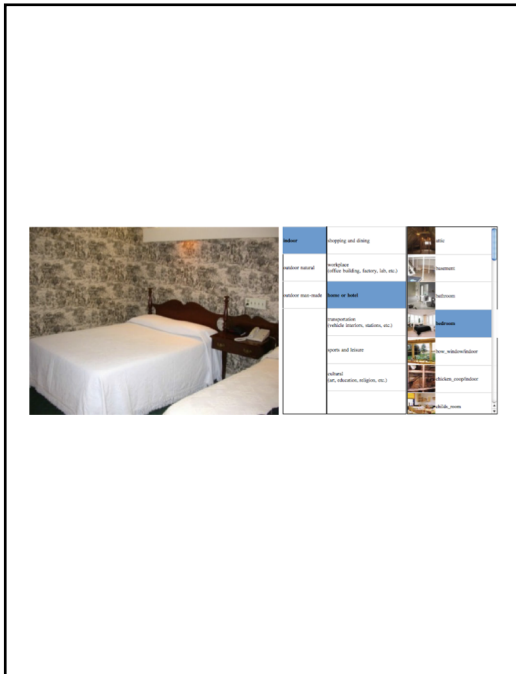 indoor
outdoor natural
outdoor man-made
shopping and dining
workplace
(office building, factory, lab, etc.)
home or hotel
transportation
(vehicle interiors, stations, etc.)
sports and leisure
cultural
(art, education, religion, etc.)
attic
basement
bedroom
bow_window/indoor
chicken_coop/indoor
childs_room